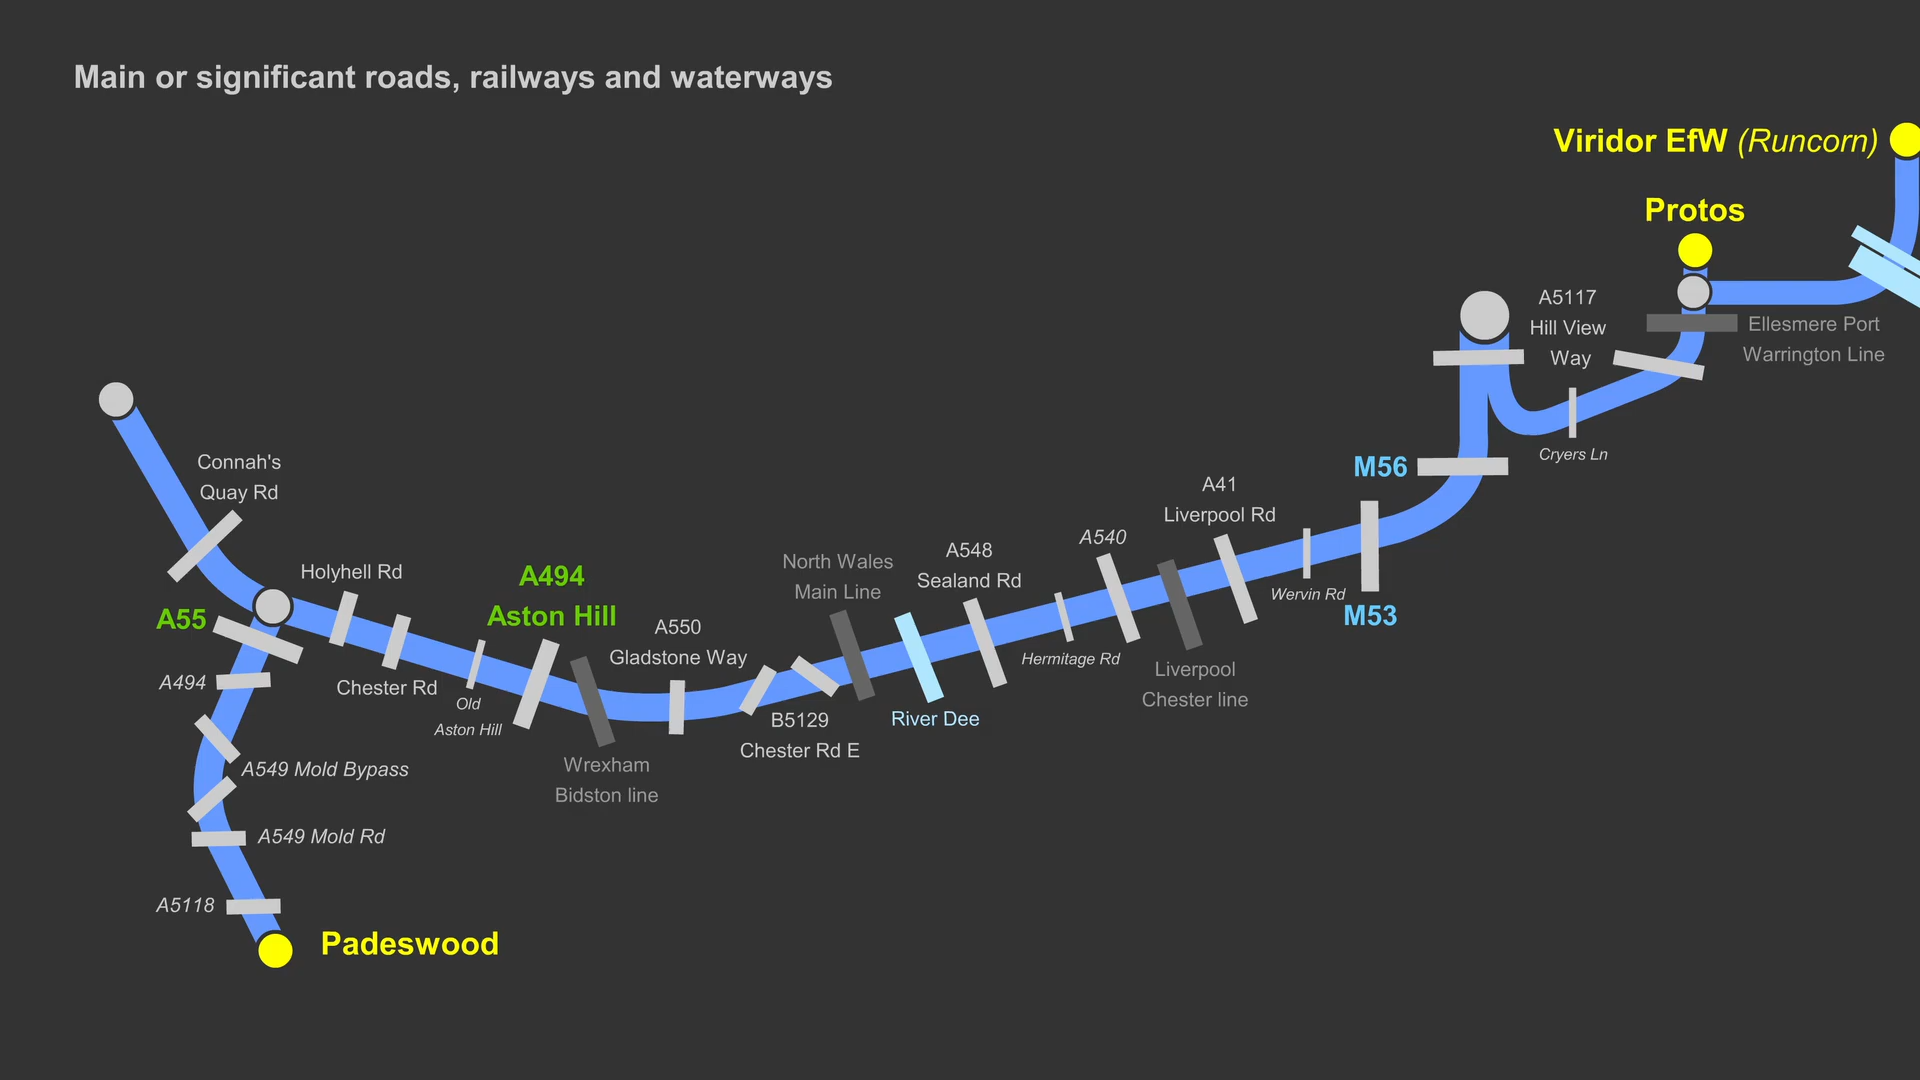 Main or significant roads, railways and waterways
Viridor EfW (Runcorn)
Protos
A5117
Hill View
Way
Ellesmere Port
Warrington Line
Cryers Ln
M56
M53
Wervin Rd
A41
Liverpool Rd
Liverpool
Chester line
A540
Hermitage Rd
A548
Sealand Rd
River Dee
North Wales
Main Line
B5129
Chester Rd E
A550
Gladstone Way
Wrexham
Bidston line
A494
Aston Hill
Old
Aston Hill
Chester Rd
Holyhell Rd
Connah's
Quay Rd
A55
A494
A549 Mold Bypass
A549 Mold Rd
A5118
Padeswood